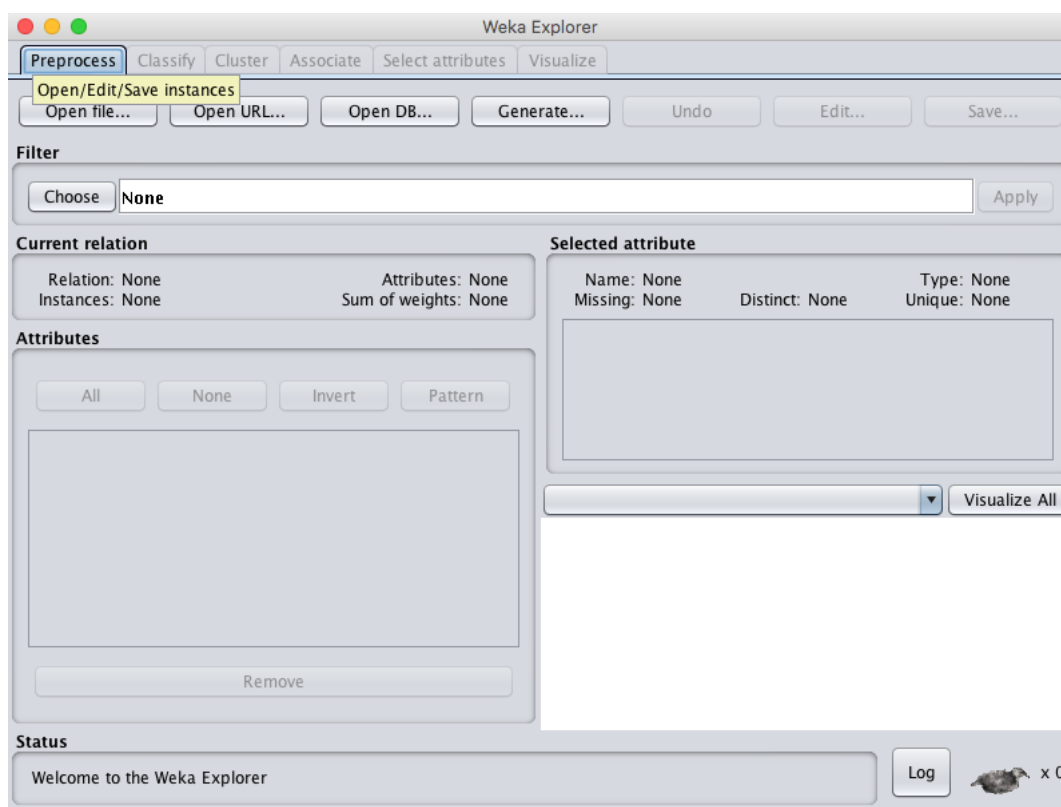 Weka Explorer
Preprocess Classify Cluster Associate Select attributes Visualize
Open/Edit/Save instances
Open file... Open URL... Open DB... Generate... Undo Edit... Save...
Filter
Choose None Apply
Current relation
Relation: None Attributes: None
Instances: None Sum of weights: None
Selected attribute
Name: None Type: None
Missing: None Distinct: None Unique: None
Attributes
All None Invert Pattern
Remove
Visualize All
Status
Welcome to the Weka Explorer
Log x 0